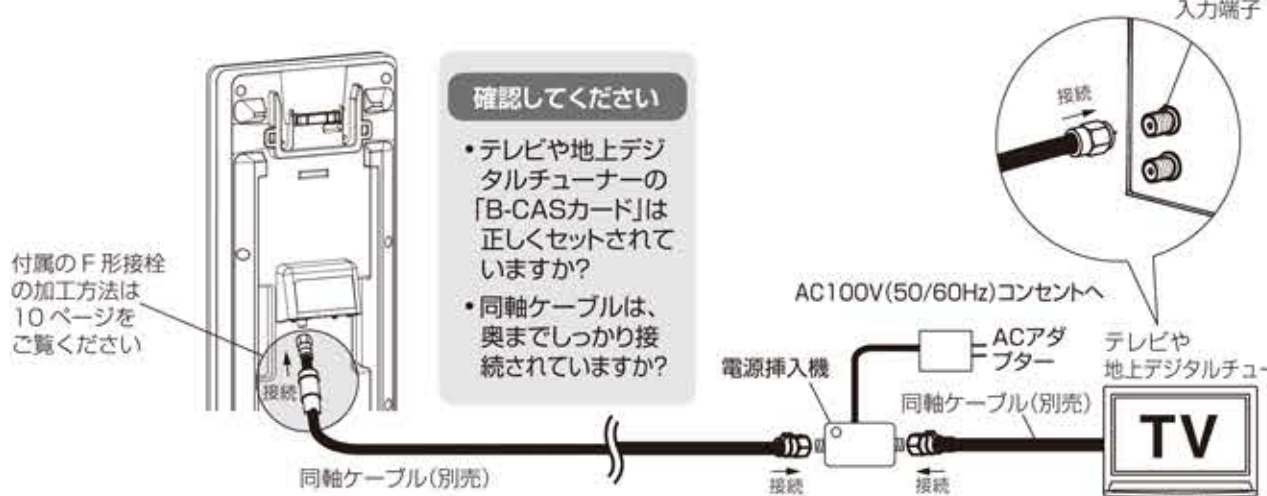 入力端子
接続
確認してください
•テレビや地上デジ
タルチューナーの
「B-CASカード」は
正しくセットされて
いますか?
•同軸ケーブルは、
奥までしっかり接
続されていますか?
付属のF形接栓
の加工方法は
10ページを
ご覧ください
接続
同軸ケーブル(別売)
AC100V(50/60Hz)コンセントへ
ACアダ
プター
電源挿入機
同軸ケーブル(別売)
接続
接続
テレビや
地上デジタルチュー
TV